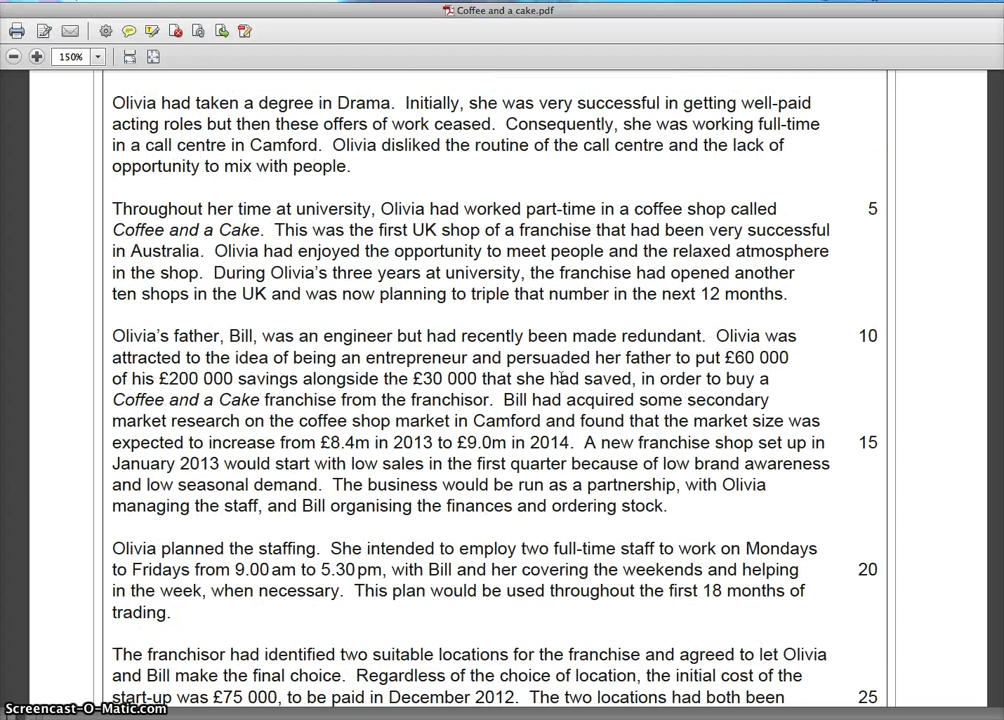 Coffee and a cake.pdf
150%
Olivia had taken a degree in Drama. Initially, she was very successful in getting well-paid
acting roles but then these offers of work ceased. Consequently, she was working full-time
in a call centre in Camford. Olivia disliked the routine of the call centre and the lack of
opportunity to mix with people.
Throughout her time at university, Olivia had worked part-time in a coffee shop called 5
Coffee and a Cake. This was the first UK shop of a franchise that had been very successful
in Australia. Olivia had enjoyed the opportunity to meet people and the relaxed atmosphere
in the shop. During Olivia's three years at university, the franchise had opened another
ten shops in the UK and was now planning to triple that number in the next 12 months.
Olivia's father, Bill, was an engineer but had recently been made redundant. Olivia was 10
attracted to the idea of being an entrepreneur and persuaded her father to put £60 000
of his £200 000 savings alongside the £30 000 that she had saved, in order to buy a
Coffee and a Cake franchise from the franchisor. Bill had acquired some secondary
market research on the coffee shop market in Camford and found that the market size was
expected to increase from £8.4m in 2013 to £9.0m in 2014. A new franchise shop set up in 15
January 2013 would start with low sales in the first quarter because of low brand awareness
and low seasonal demand. The business would be run as a partnership, with Olivia
managing the staff, and Bill organising the finances and ordering stock.
Olivia planned the staffing. She intended to employ two full-time staff to work on Mondays
to Fridays from 9.00 am to 5.30 pm, with Bill and her covering the weekends and helping 20
in the week, when necessary. This plan would be used throughout the first 18 months of
trading.
The franchisor had identified two suitable locations for the franchise and agreed to let Olivia
and Bill make the final choice. Regardless of the choice of location, the initial cost of the
start-up was £75 000, to be paid in December 2012. The two locations had both been 25
Screencast-O-Matic.com